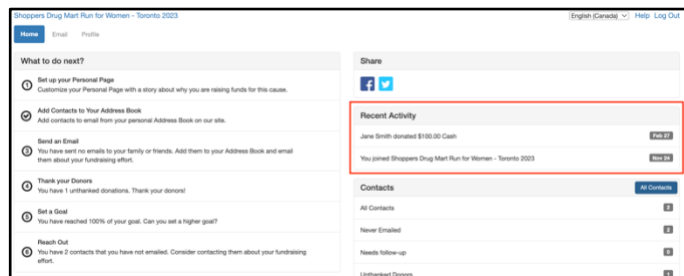 Shoppers Drug Mart Run for Women - Toronto 2023
English (Canada) Help Log Out
Home Email Profile
What to do next?
1 Set up your Personal Page
Customize your Personal Page with a story about why you are raising funds for this cause.
Add Contacts to Your Address Book
Add contacts to email from your personal Address Book on our site.
3 Send an Email
You have sent no emails to your family or friends. Add them to your Address Book and email
them about your fundraising effort.
4 Thank your Donors
You have 1 unthanked donations. Thank your donors!
5 Set a Goal
You have reached 100% of your goal. Can you set a higher goal?
6 Reach Out
You have 2 contacts that you have not emailed. Consider contacting them about your fundraising
effort.
Share
Recent Activity
Jane Smith donated $100.00 Cash Feb 27
You joined Shoppers Drug Mart Run for Women - Toronto 2023 Nov 24
Contacts All Contacts
All Contacts 2
Never Emailed 2
Needs follow-up 0
Unthanked Donors 1